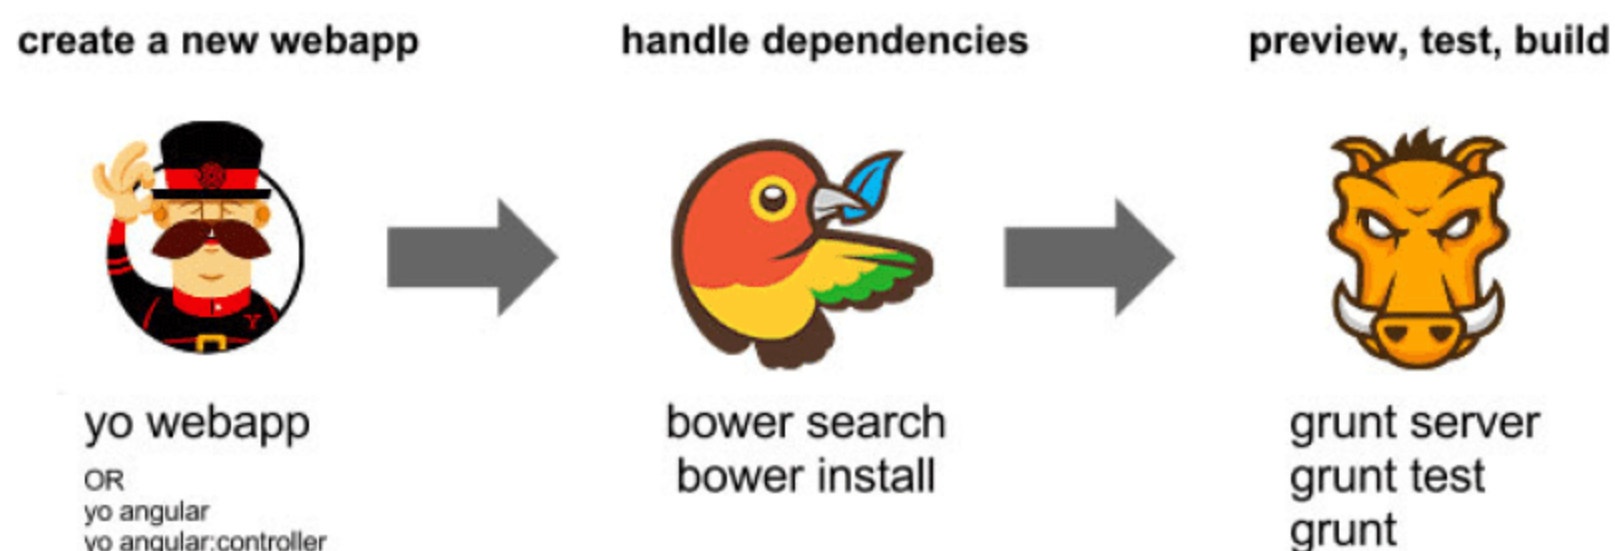 create a new webapp
handle dependencies
preview, test, build
yo webapp
OR
yo angular
yo angular:controller
bower search
bower install
grunt server
grunt test
grunt